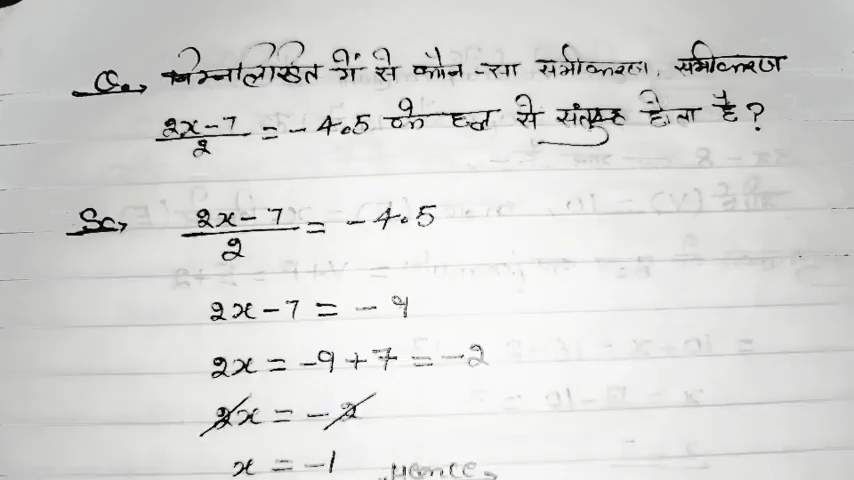 Q. निम्नलिखित में से कौन-सा समीकरण, समीकरण
2x-7/2 = -4.5 के हल से संतुष्ट होता है?
Sol, 2x-7/2 = -4.5
2x-7 = -9
2x = -9+7 = -2
2x = -2
x = -1 Hence,